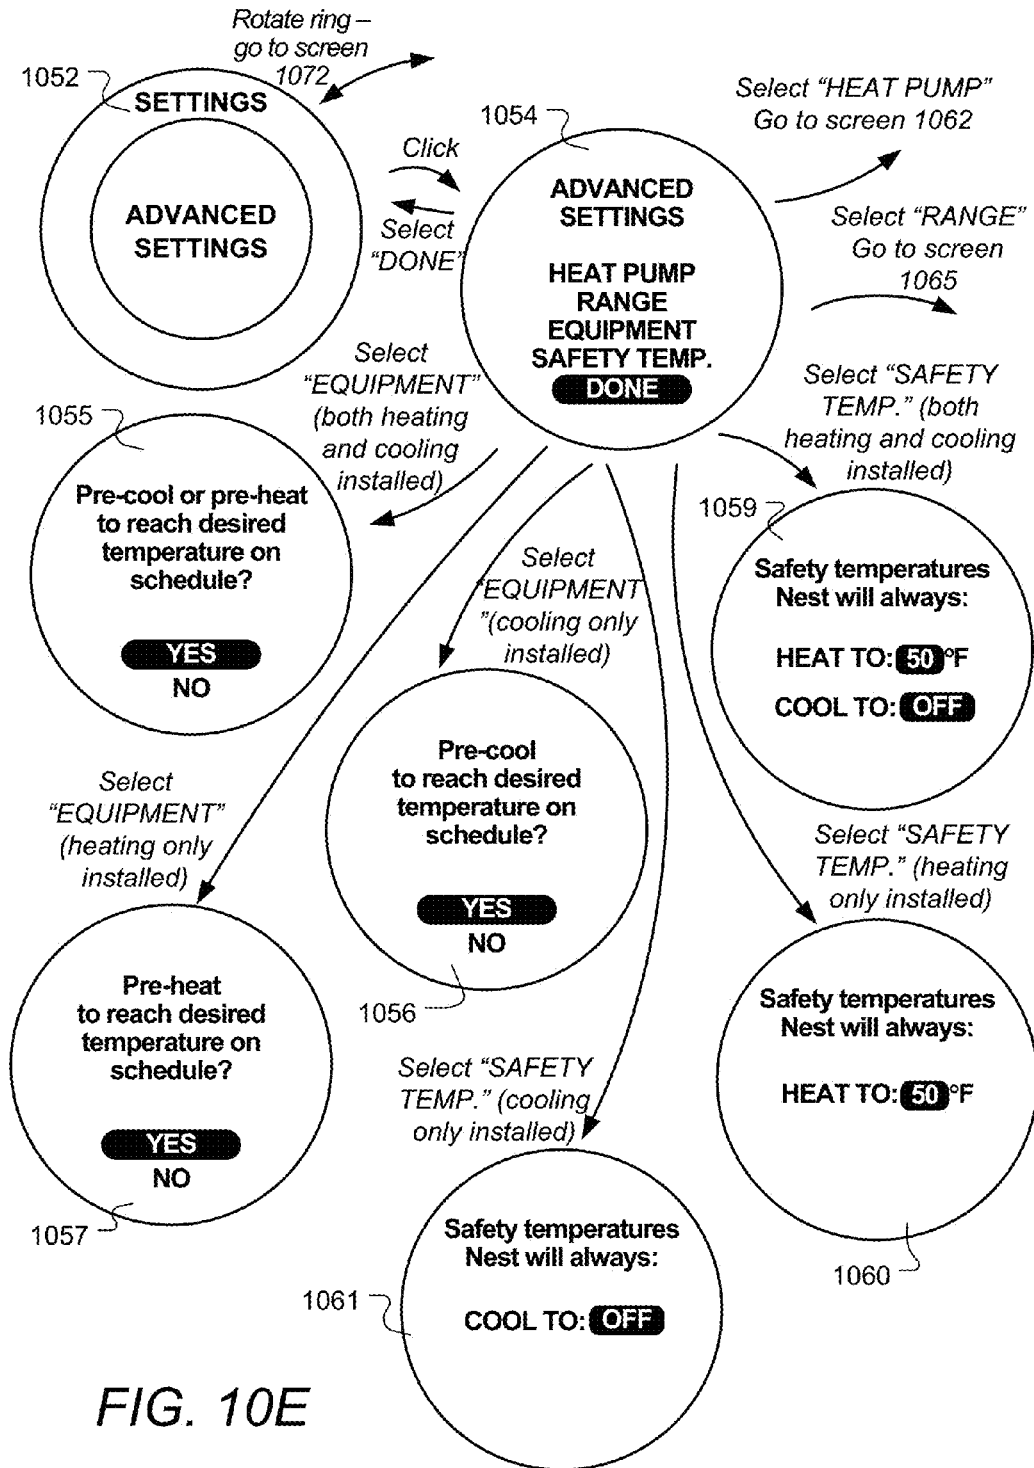 Rotate ring –
go to screen
1072
1052
SETTINGS
ADVANCED
SETTINGS
Click
Select
"DONE"
1054
ADVANCED
SETTINGS
HEAT PUMP
RANGE
EQUIPMENT
SAFETY TEMP.
DONE
Select "HEAT PUMP"
Go to screen 1062
Select "RANGE"
Go to screen
1065
Select
"EQUIPMENT"
(both heating
and cooling
installed)
Select "SAFETY
TEMP." (both
heating and cooling
installed)
1055
Pre-cool or pre-heat
to reach desired
temperature on
schedule?
YES
NO
1059
Safety temperatures
Nest will always:
HEAT TO: 50 °F
COOL TO: OFF
Select
"EQUIPMENT
"(cooling only
installed)
Pre-cool
to reach desired
temperature on
schedule?
YES
NO
1056
Select
"EQUIPMENT"
(heating only
installed)
Pre-heat
to reach desired
temperature on
schedule?
YES
NO
1057
Select "SAFETY
TEMP." (heating
only installed)
Safety temperatures
Nest will always:
HEAT TO: 50 °F
1060
Select "SAFETY
TEMP." (cooling
only installed)
1061
Safety temperatures
Nest will always:
COOL TO: OFF
FIG. 10E